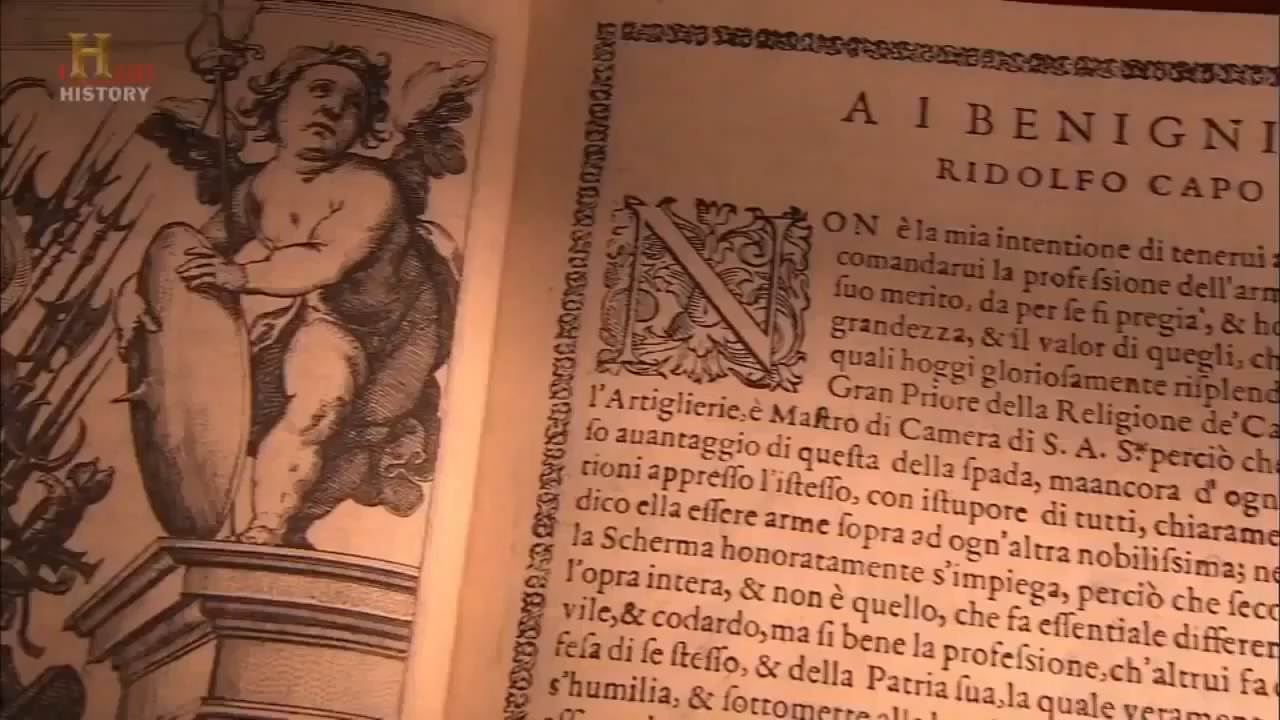 H
HISTORY
A I BENIGNI
RIDOLFO CAPO
NON è la mia intentione di tenerui
comandarui la profeſsione dell'arm
ſuo merito, da per ſe ſi pregia', & ho
grandezza, & il valor di quegli, ch
quali hoggi glorioſamente riſplend
Gran Priore della Religione de'Ca
l'Artiglierie, è Maſtro di Camera di S. A. Sᵃ perciò ch
ſo auantaggio di queſta della ſpada, maancora d' ogn
tioni appreſſo l'iſteſſo, con iſtupore di tutti, chiarame
dico ella eſſere arme ſopra ad ogn'altra nobiliſsima; ne
la Scherma honoratamente s'impiega, perciò che ſeco
l'opra intera, & non è quello, che fa eſſentiale differen
vile, & codardo, ma ſi bene la profeſsione, ch'altrui fa
feſa di ſe ſteſſo, & della Patria ſua, la quale verament
s'humilia, & ſottomette